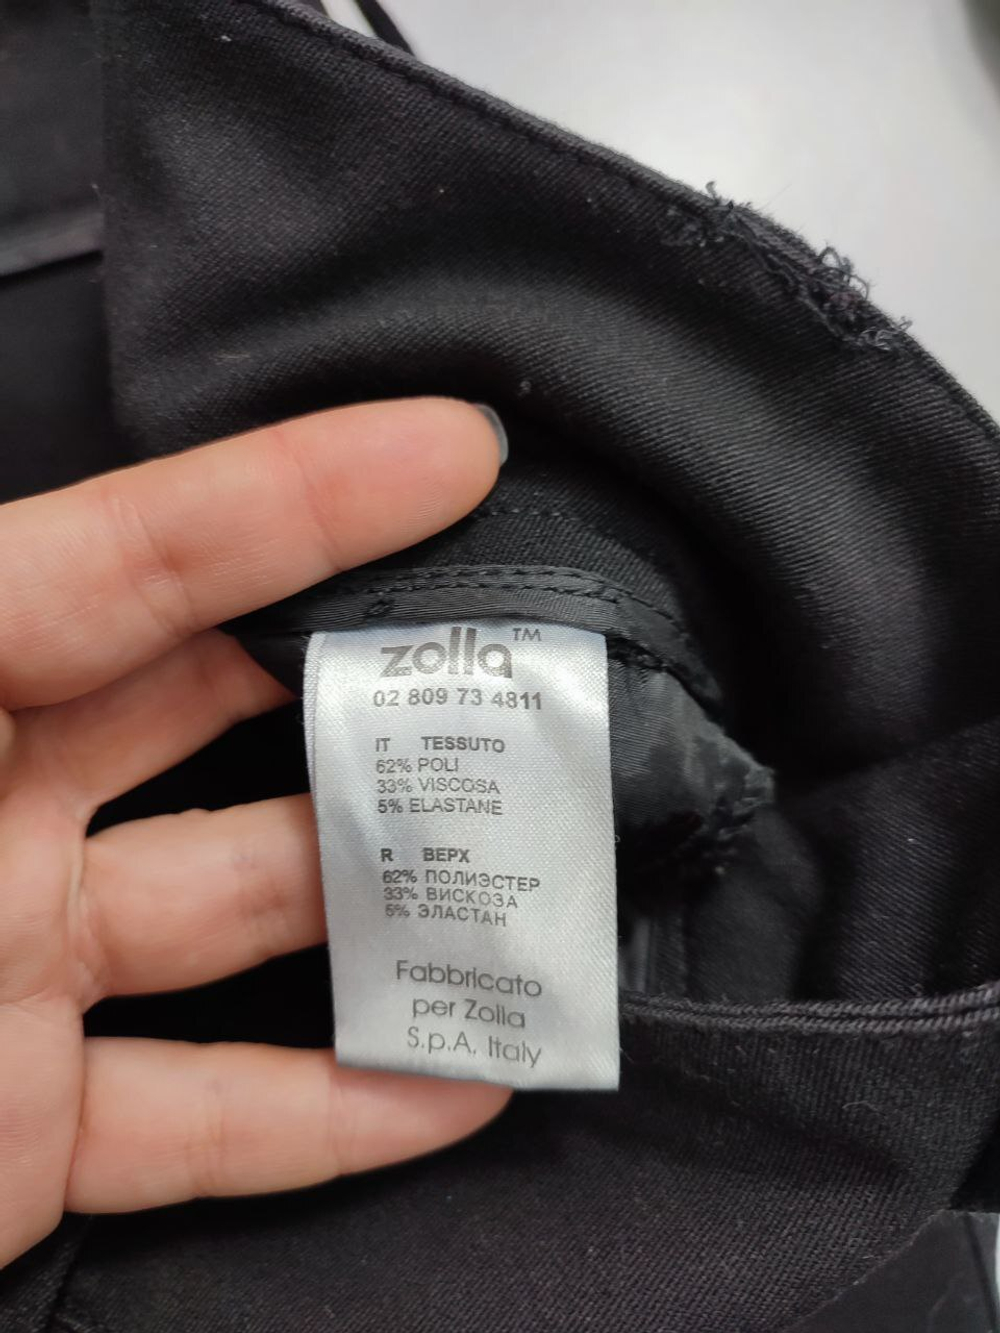 zolla™
02 809 73 4811
IT TESSUTO
62% POLI
33% VISCOSA
5% ELASTANE
R ВЕРХ
62% ПОЛИЭСТЕР
33% ВИСКОЗА
5% ЭЛАСТАН
Fabbricato
per Zolla
S.p.A. Italy